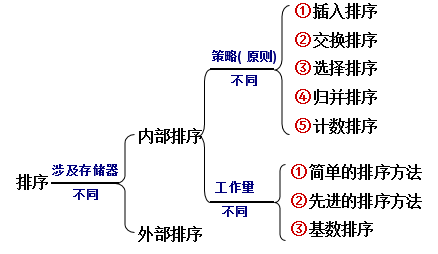 排序
涉及存储器
不同
内部排序
外部排序
策略( 原则)
不同
①插入排序
②交换排序
③选择排序
④归并排序
⑤计数排序
工作量
不同
①简单的排序方法
②先进的排序方法
③基数排序